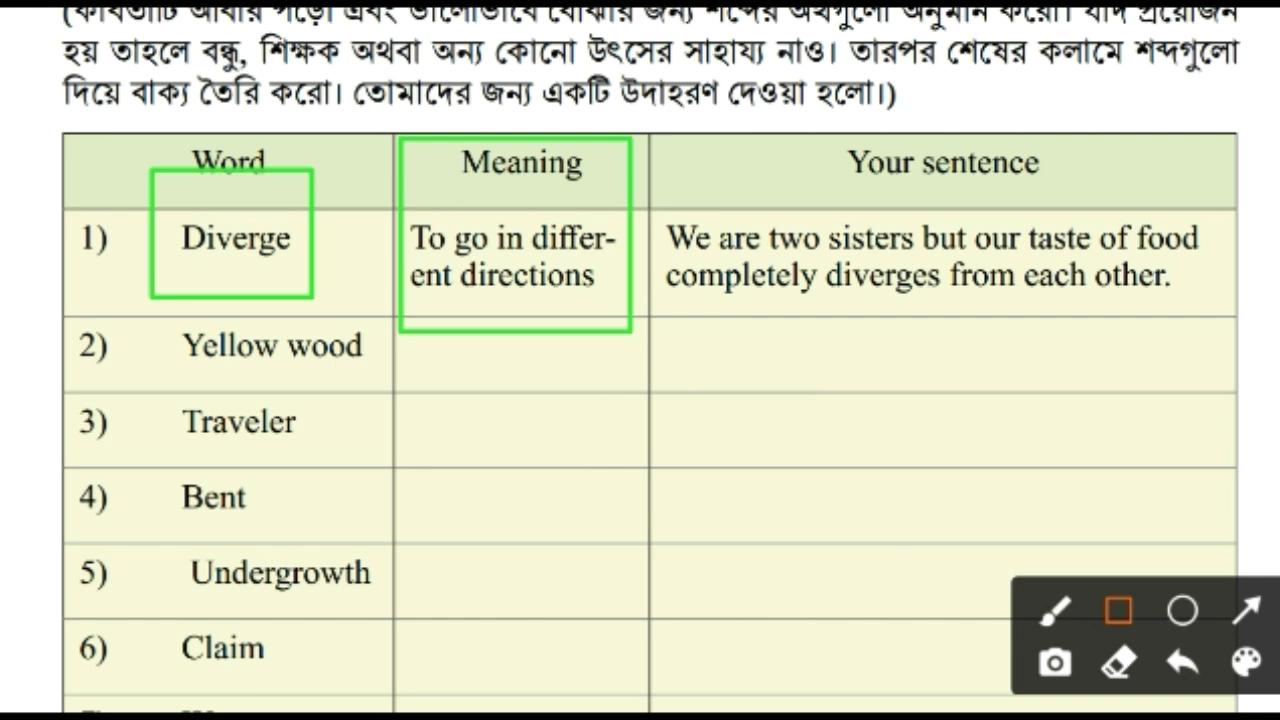 হয় তাহলে বন্ধু, শিক্ষক অথবা অন্য কোনো উৎসের সাহায্য নাও। তারপর শেষের কলামে শব্দগুলো
দিয়ে বাক্য তৈরি করো। তোমাদের জন্য একটি উদাহরণ দেওয়া হলো।)
Word Meaning Your sentence
1) Diverge To go in differ- We are two sisters but our taste of food
ent directions completely diverges from each other.
2) Yellow wood
3) Traveler
4) Bent
5) Undergrowth
6) Claim